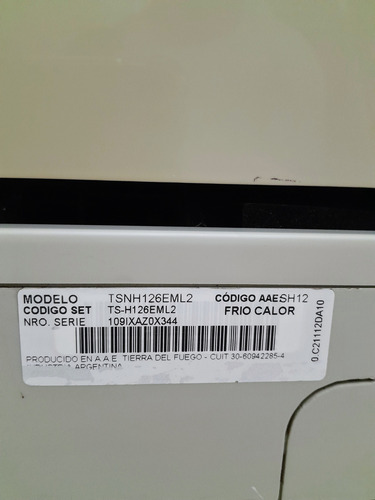 MODELO TSNH126EML2 CÓDIGO AAESH12
CODIGO SET TS-H126EML2 FRIO CALOR
NRO. SERIE 109IXAZ0X344
PRODUCIDO EN A.A.E. TIERRA DEL FUEGO - CUIT 30-60942285-4
INDUSTRIA ARGENTINA
0.C21112DA10